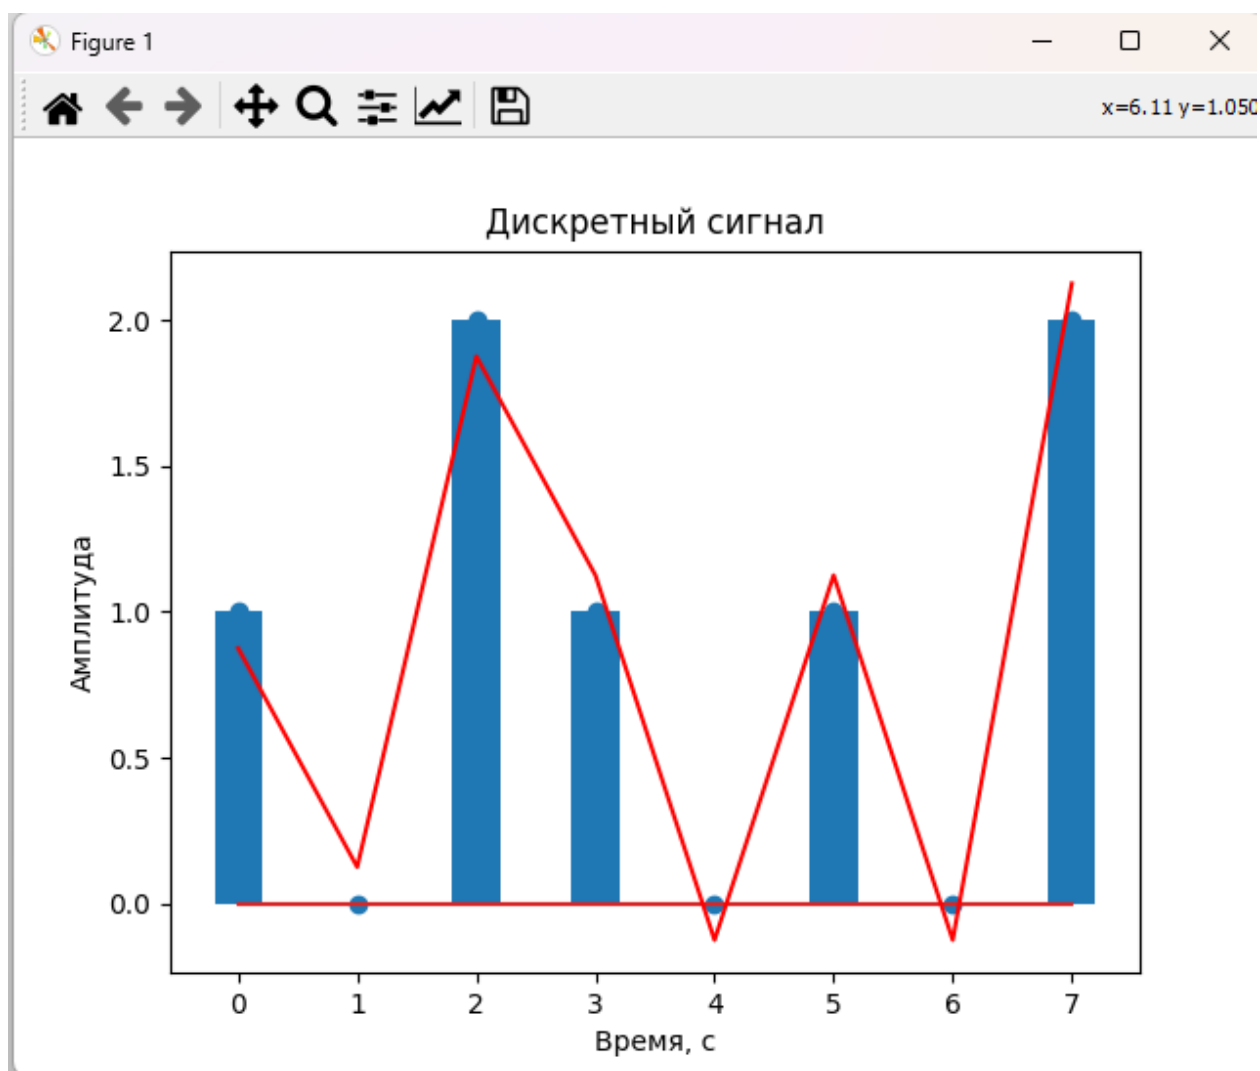 Figure 1
x=6.11 y=1.050
Дискретный сигнал
2.0
1.5
1.0
0.5
0.0
Амплитуда
0 1 2 3 4 5 6 7
Время, с